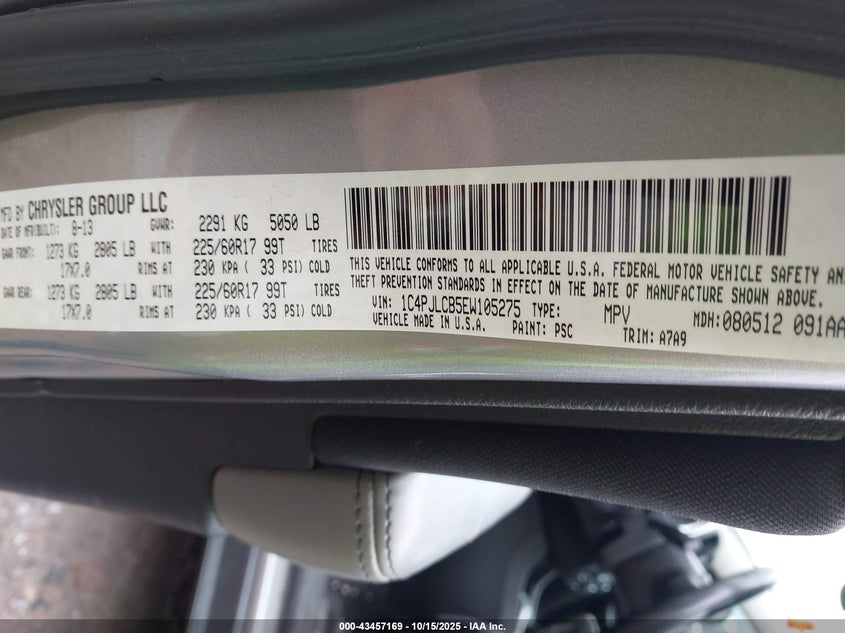 MFD BY CHRYSLER GROUP LLC
DATE OF MFR(BUILT): 8-13 GVWR: 2291 KG 5050 LB
GAWR FRONT: 1273 KG 2805 LB WITH 225/60R17 99T TIRES
17X7.0 RIMS AT 230 KPA ( 33 PSI) COLD
GAWR REAR: 1273 KG 2805 LB WITH 225/60R17 99T TIRES
17X7.0 RIMS AT 230 KPA ( 33 PSI) COLD
THIS VEHICLE CONFORMS TO ALL APPLICABLE U.S.A. FEDERAL MOTOR VEHICLE SAFETY AN
THEFT PREVENTION STANDARDS IN EFFECT ON THE DATE OF MANUFACTURE SHOWN ABOVE.
VIN: 1C4PJLCB5EW105275 TYPE: MPV MDH:080512 091AA
VEHICLE MADE IN U.S.A. PAINT: PSC TRIM: A7A9
000-43457169 | 10/15/2025 | IAA Inc.